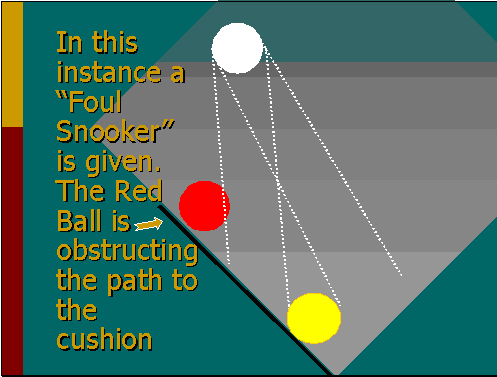 In this
instance a
“Foul
Snooker”
is given.
The Red
Ball is
obstructing
the path to
the
cushion